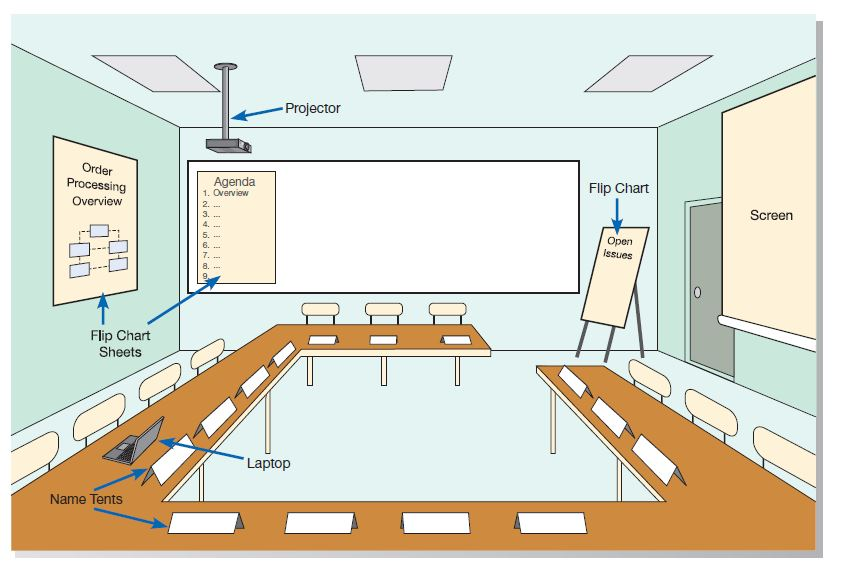 Projector
Order
Processing
Overview
Agenda
1. Overview
2. ...
3. ...
4. ...
5. ...
6. ...
7. ...
8. ...
9.
Flip Chart
Open
Issues
Screen
Flip Chart
Sheets
Laptop
Name Tents